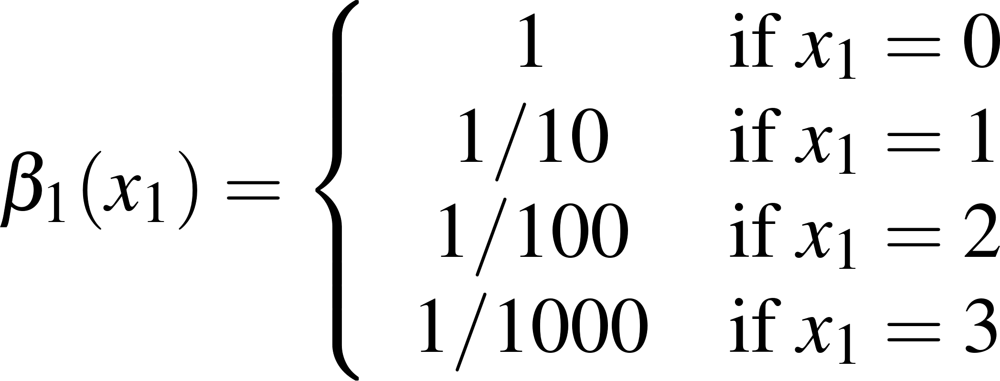 β₁(x₁) = { 1 if x₁ = 0
1/10 if x₁ = 1
1/100 if x₁ = 2
1/1000 if x₁ = 3